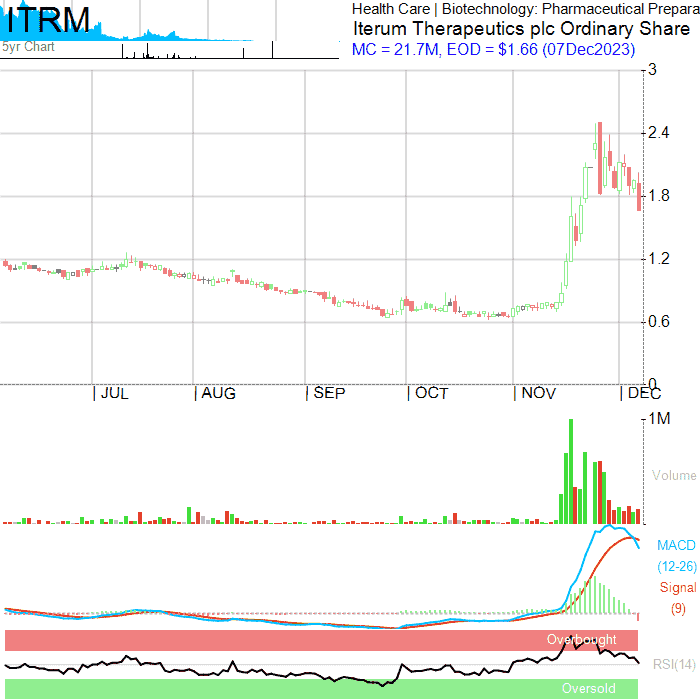 ITRM
Health Care | Biotechnology: Pharmaceutical Prepara
Iterum Therapeutics plc Ordinary Share
5yr Chart
MC = 21.7M, EOD = $1.66 (07Dec2023)
3
2.4
1.8
1.2
0.6
0
| JUL | AUG | SEP | OCT | NOV | DEC
1M
Volume
MACD
(12-26)
Signal
(9)
Overbought
RSI(14)
Oversold